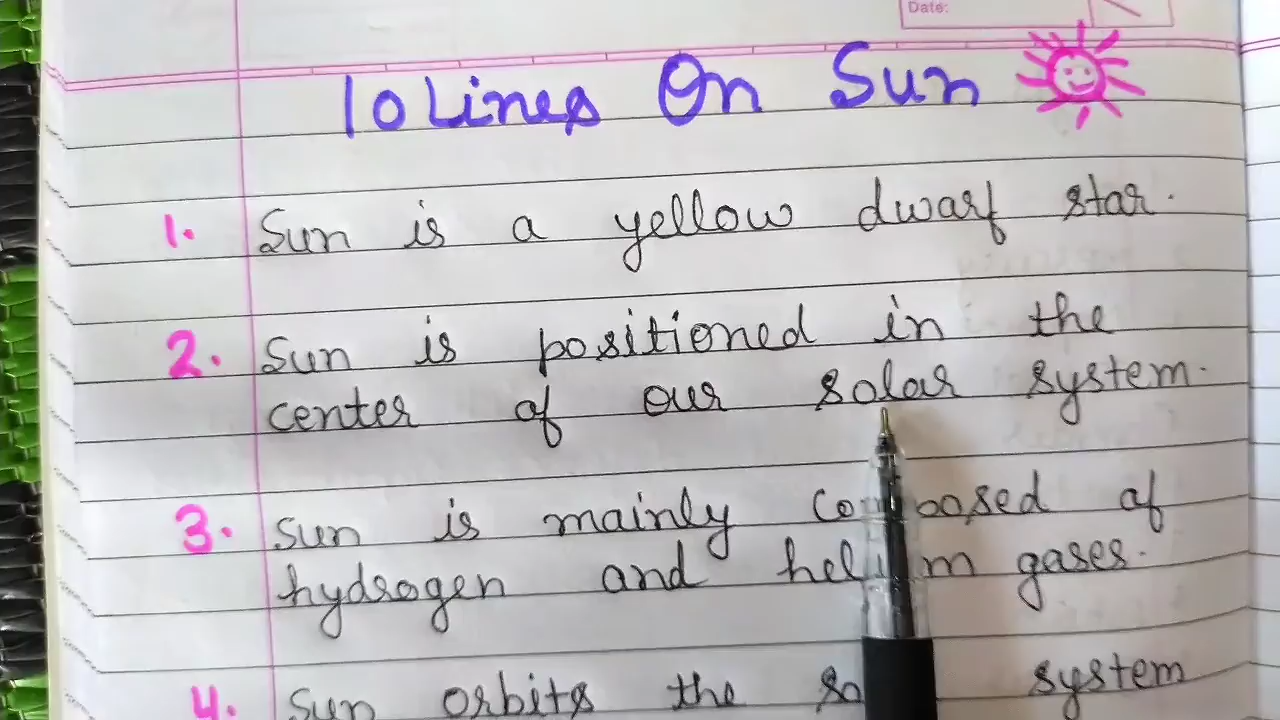 Date:
10 Lines On Sun
1. Sun is a yellow dwarf star.
2. Sun is positioned in the
center of our solar system.
3. Sun is mainly composed of
hydrogen and helium gases.
4. Sun orbits the system